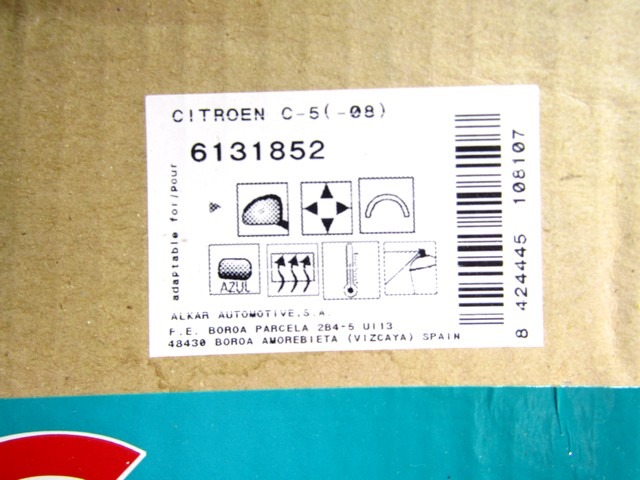 CITROEN C-5(-08)
6131852
adaptable for/Pour
AZUL
ALKAR AUTOMOTIVE,S.A.
P.E. BOROA PARCELA 2B4-5 UI13
48430 BOROA AMOREBIETA (VIZCAYA) SPAIN
8 424445 108107